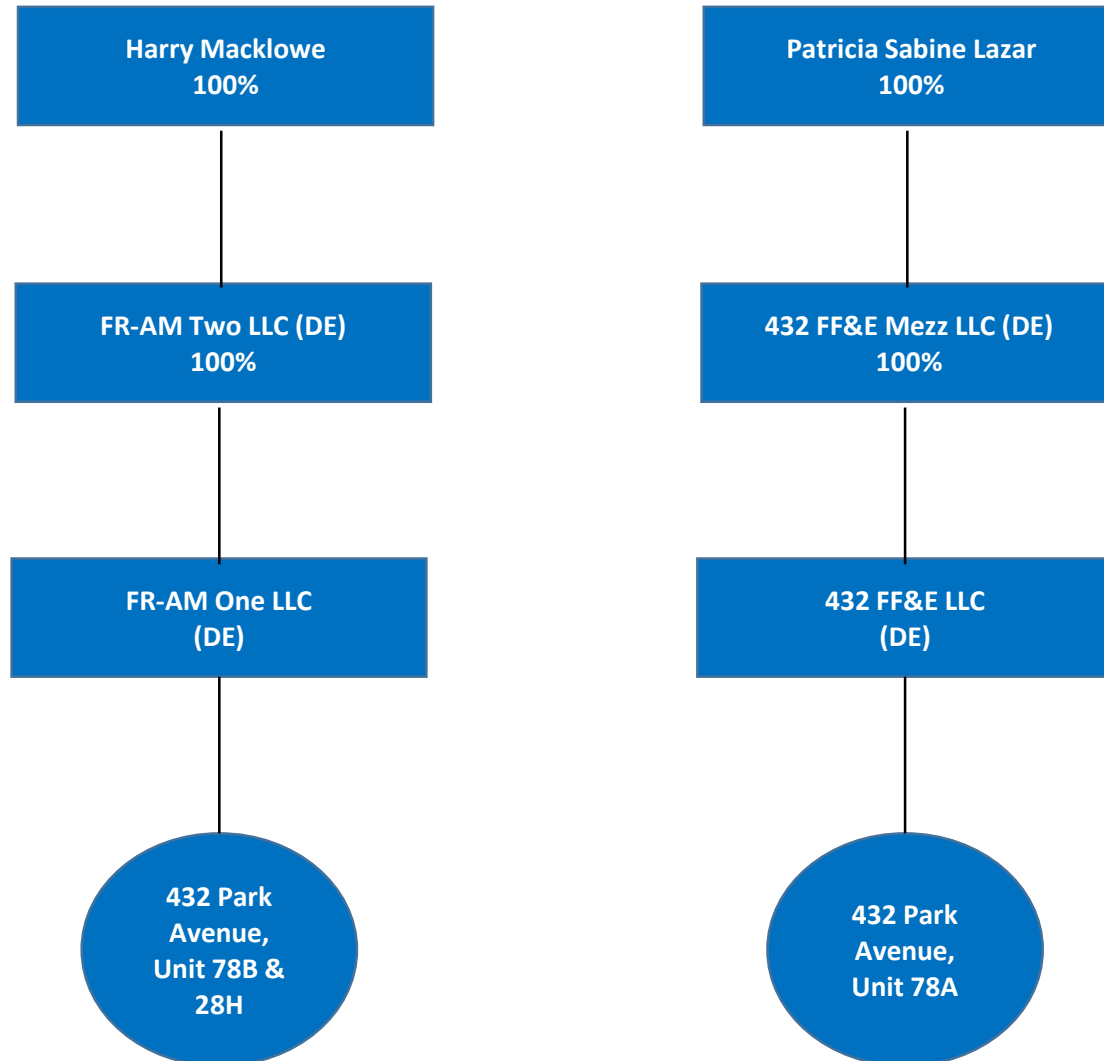 Harry Macklowe
100%
Patricia Sabine Lazar
100%
FR-AM Two LLC (DE)
100%
432 FF&E Mezz LLC (DE)
100%
FR-AM One LLC
(DE)
432 FF&E LLC
(DE)
432 Park
Avenue,
Unit 78B &
28H
432 Park
Avenue,
Unit 78A